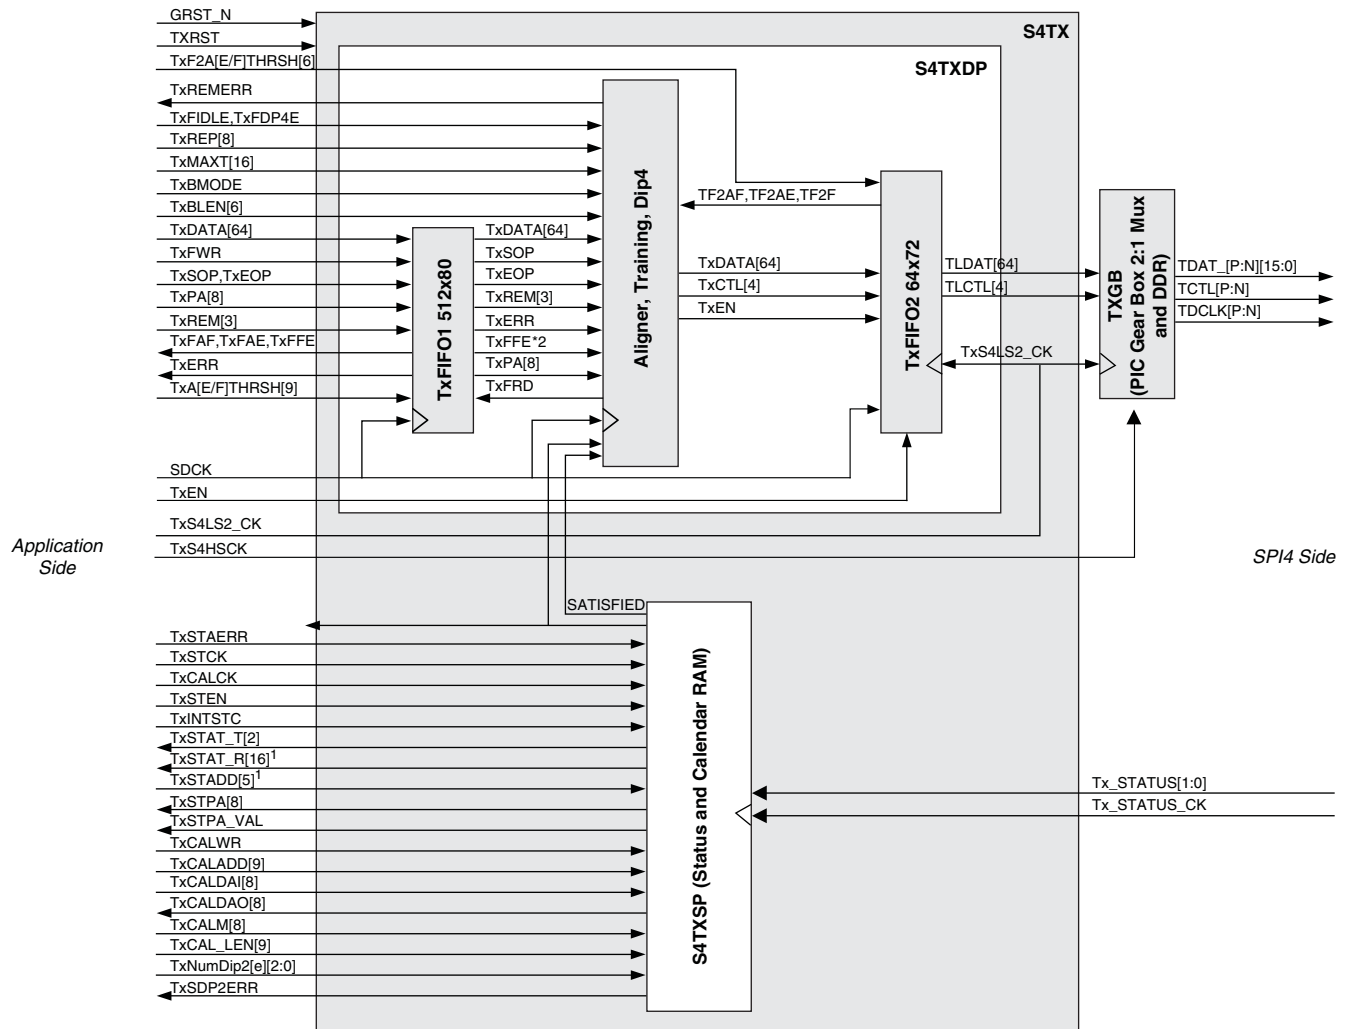 GRST_N
TXRST
TxF2A[E/F]THRSH[6]
TxREMERR
TxFIDLE,TxFDP4E
TxREP[8]
TxMAXT[16]
TxBMODE
TxBLEN[6]
TxDATA[64]
TxFWR
TxSOP,TxEOP
TxPA[8]
TxREM[3]
TxFAF,TxFAE,TxFFE
TxERR
TxA[E/F]THRSH[9]
SDCK
TxEN
TxS4LS2_CK
TxS4HSCK
Application
Side
S4TX
S4TXDP
TxFIFO1 512x80
TxDATA[64]
TxSOP
TxEOP
TxREM[3]
TxERR
TxFFE*2
TxPA[8]
TxFRD
Aligner, Training, Dip4
TF2AF,TF2AE,TF2F
TxDATA[64]
TxCTL[4]
TxEN
TxFIFO2 64x72
TLDAT[64]
TLCTL[4]
TxS4LS2_CK
TXGB
(PIC Gear Box 2:1 Mux
and DDR)
TDAT_[P:N][15:0]
TCTL[P:N]
TDCLK[P:N]
SPI4 Side
SATISFIED
TxSTAERR
TxSTCK
TxCALCK
TxSTEN
TxINTSTC
TxSTAT_T[2]
TxSTAT_R[16]1
TxSTADD[5]1
TxSTPA[8]
TxSTPA_VAL
TxCALWR
TxCALADD[9]
TxCALDAI[8]
TxCALDAO[8]
TxCALM[8]
TxCAL_LEN[9]
TxNumDip2[e][2:0]
TxSDP2ERR
S4TXSP (Status and Calendar RAM)
Tx_STATUS[1:0]
Tx_STATUS_CK